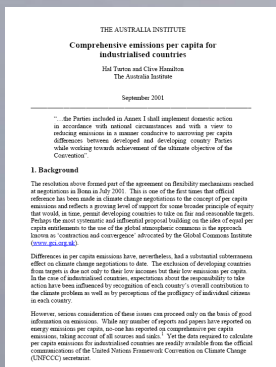 THE AUSTRALIA INSTITUTE
Comprehensive emissions per capita for
industrialised countries
Hal Turton and Clive Hamilton
The Australia Institute
September 2001
"…the Parties included in Annex I shall implement domestic action
in accordance with national circumstances and with a view to
reducing emissions in a manner conducive to narrowing per capita
differences between developed and developing country Parties
while working towards achievement of the ultimate objective of the
Convention".
1. Background
The resolution above formed part of the agreement on flexibility mechanisms reached
at negotiations in Bonn in July 2001. This is one of the first times that official
reference has been made in climate change negotiations to the concept of per capita
emissions and reflects a growing level of support for some broader principle of equity
that would, in time, permit developing countries to take on fair and reasonable targets.
Perhaps the most systematic and influential proposal building on the idea of equal per
capita entitlements to the use of the global atmospheric commons is the approach
known as 'contraction and convergence' advocated by the Global Commons Institute
(www.gci.org.uk).
Differences in per capita emissions have, nevertheless, had a substantial subterranean
effect on climate change negotiations to date. The exclusion of developing countries
from targets is due not only to their low incomes but their low emissions per capita.
In the case of industrialised countries, expectations about the responsibility to take
action have been influenced by recognition of each country's overall contribution to
the climate problem as well as by perceptions of the profligacy of individual citizens
in each country.
However, serious consideration of these issues can proceed only on the basis of good
information on emissions. While any number of reports and papers have reported on
energy emissions per capita, no-one has reported on comprehensive per capita
emissions, taking account of all sources and sinks.1 Yet the data required to calculate
per capita emissions for industrialised countries are readily available from the official
communications of the United Nations Framework Convention on Climate Change
(UNFCCC) secretariat.